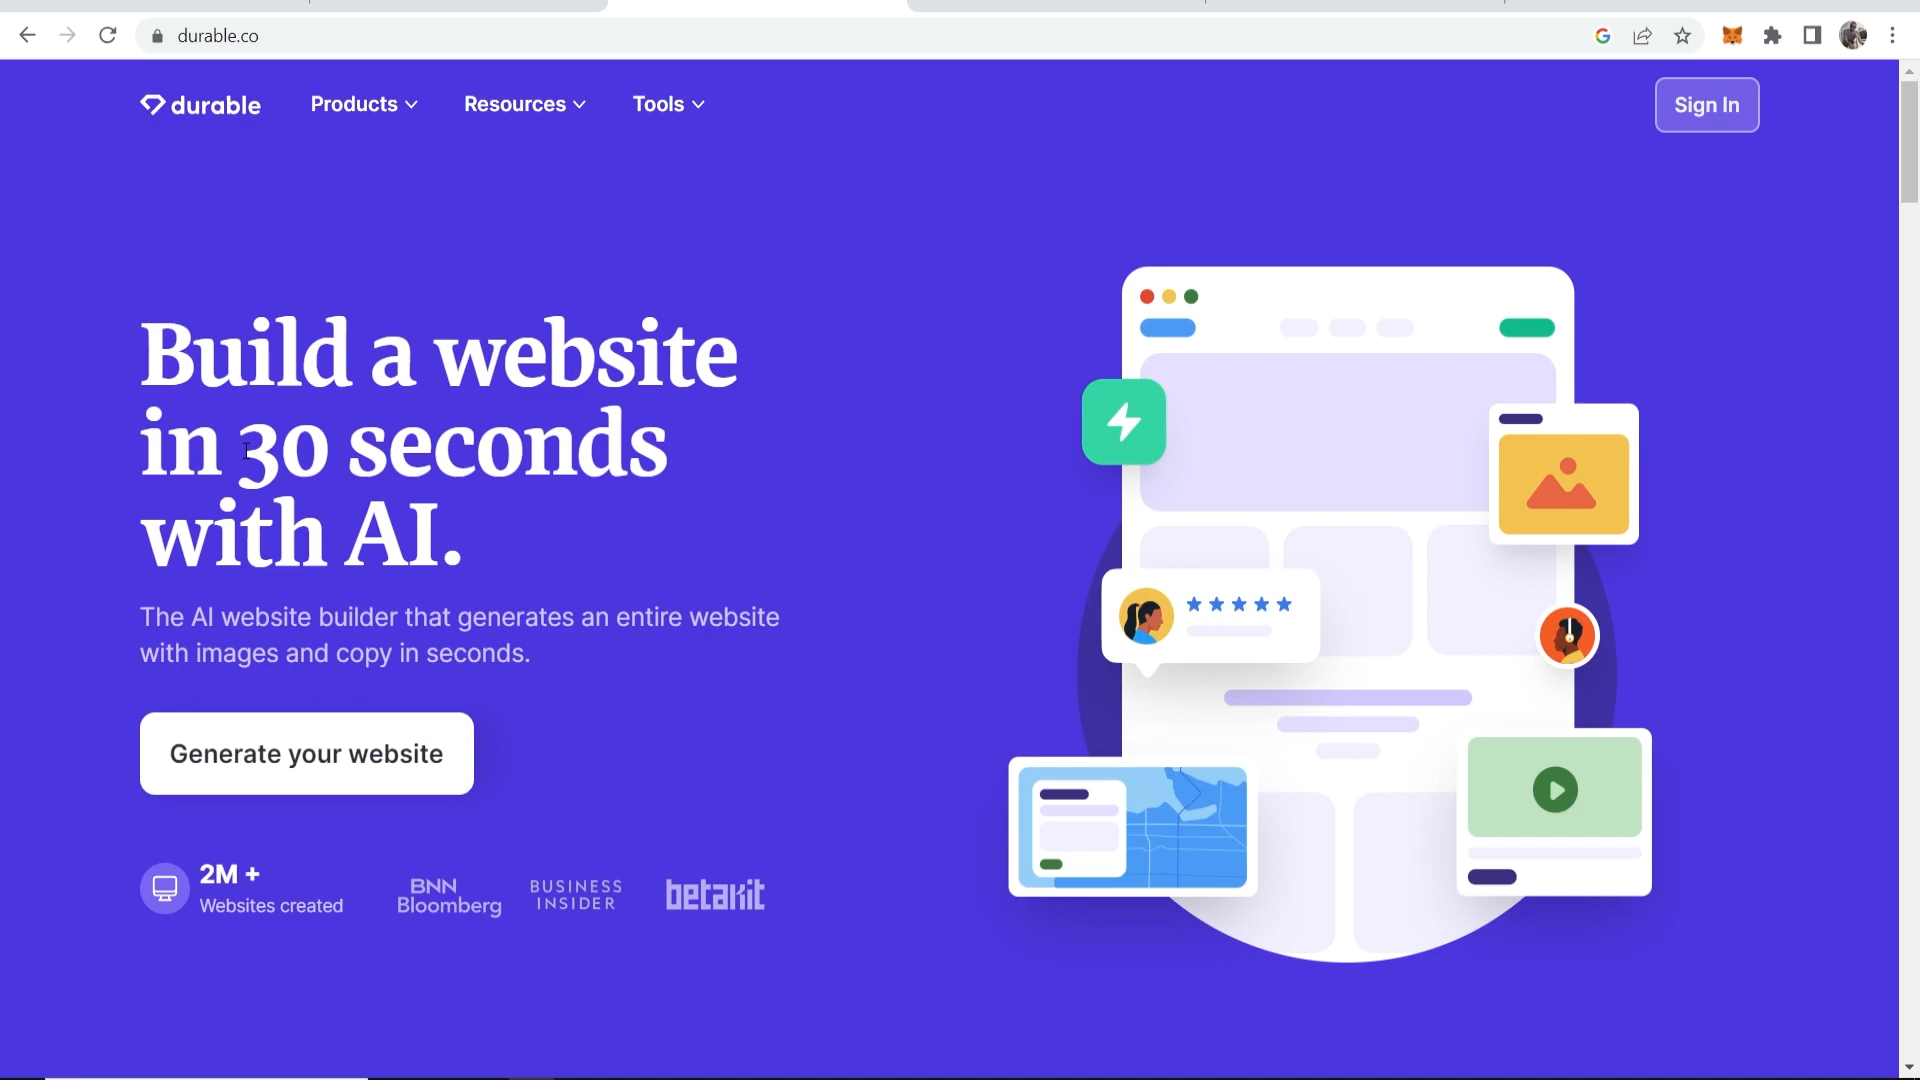 durable.co
durable
Products
Resources
Tools
Sign In
Build a website
in 30 seconds
with AI.
The AI website builder that generates an entire website
with images and copy in seconds.
Generate your website
2M +
Websites created
BNN
Bloomberg
BUSINESS
INSIDER
betakit